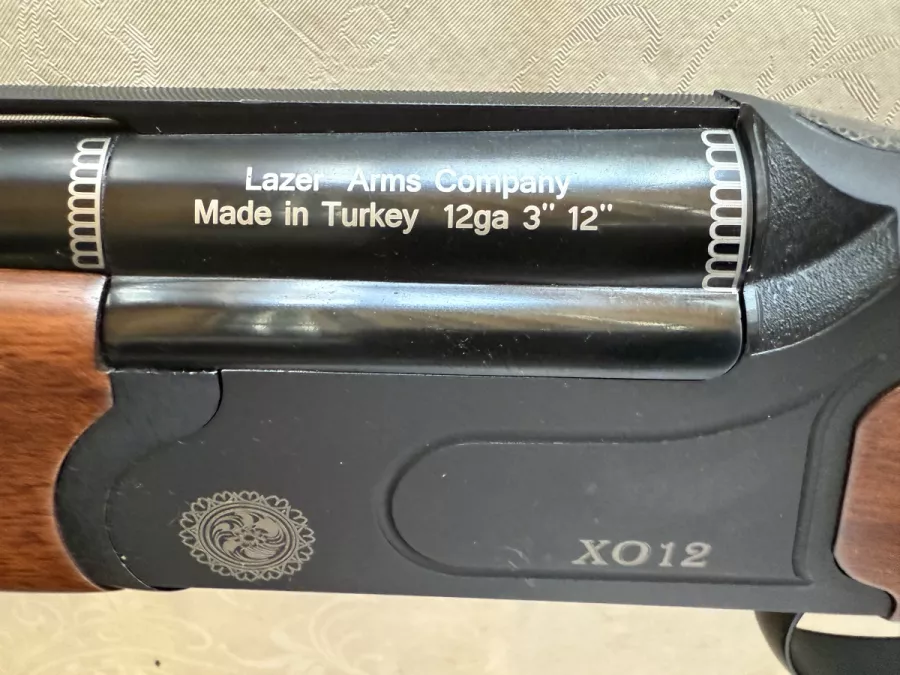 Lazer Arms Company
Made in Turkey 12ga 3" 12"
XO12